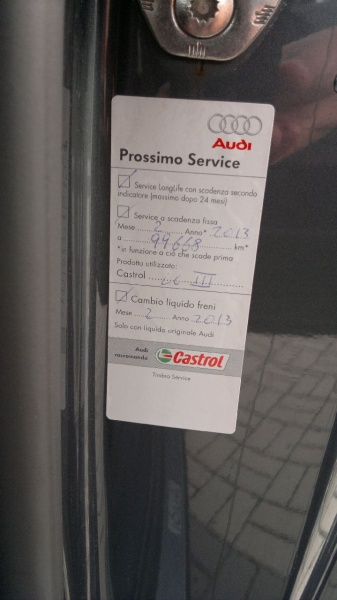 Audi
Prossimo Service
Service LongLife con scadenza secondo
indicatore (massimo dopo 24 mesi)
Service a scadenza fissa
Mese 2 Anno* 2013
a 99668 km*
*in funzione a ciò che scade prima
Prodotto utilizzato:
Castrol ... III
Cambio liquido freni
Mese 2 Anno 2013
Solo con liquido originale Audi
Audi
raccomanda Castrol
Timbro Service